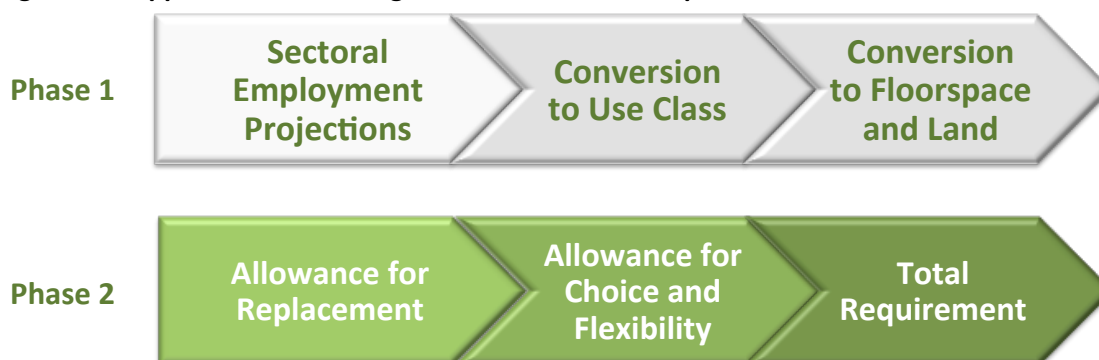 Phase 1
Sectoral
Employment
Projections
Conversion
to Use Class
Conversion
to Floorspace
and Land
Phase 2
Allowance for
Replacement
Allowance for
Choice and
Flexibility
Total
Requirement